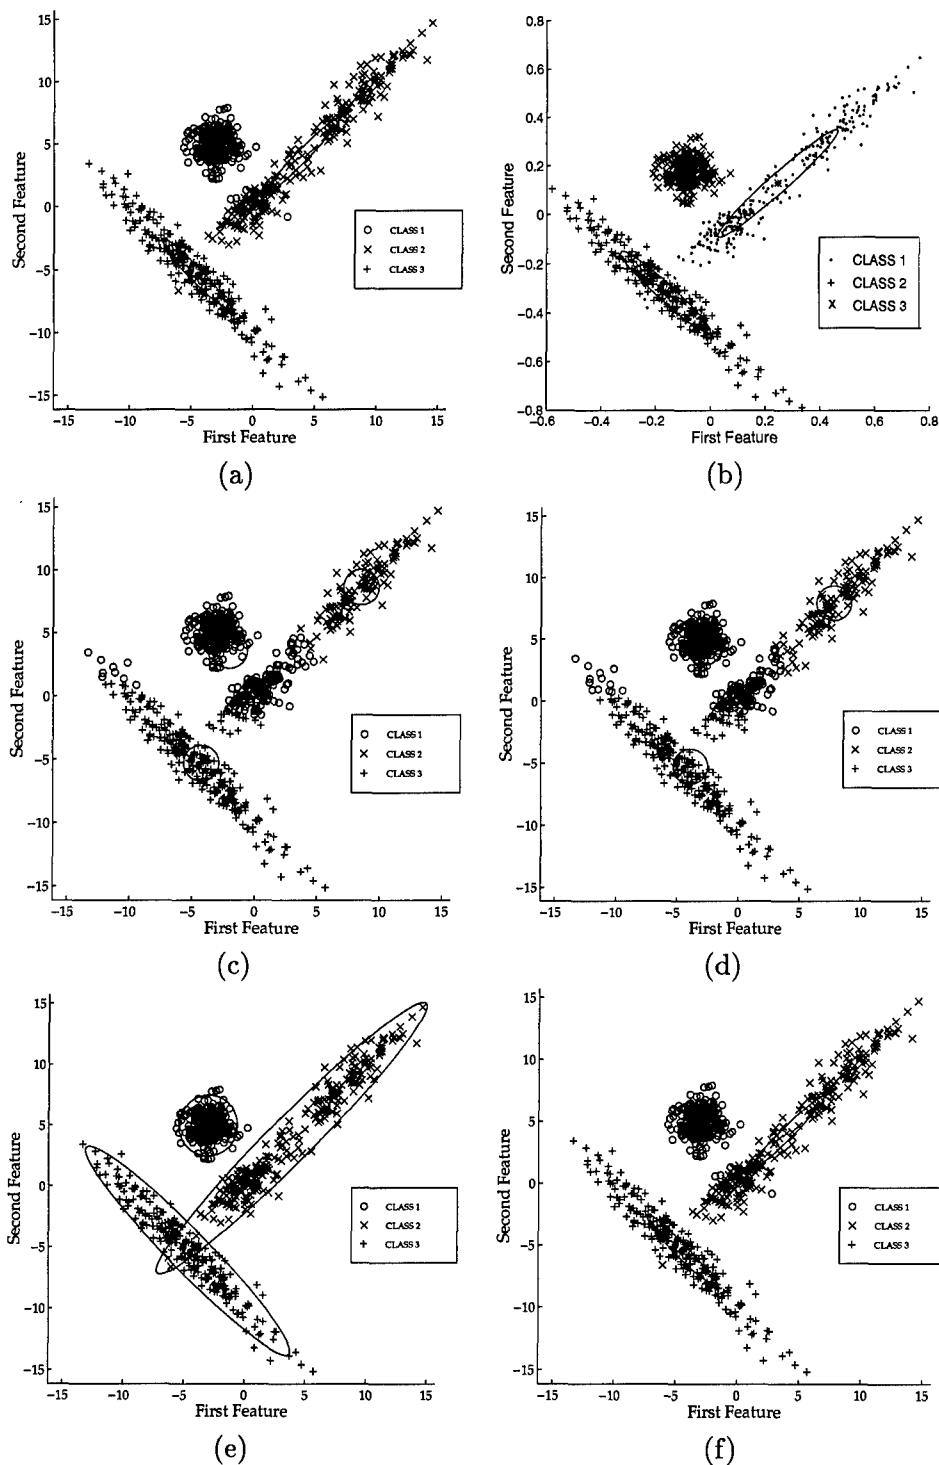 15
10
5
0
−5
−10
−15
−15 −10 −5 0 5 10 15
Second Feature
First Feature
CLASS 1
CLASS 2
CLASS 3
(a)
0.8
0.6
0.4
0.2
0
-0.2
-0.4
-0.6
-0.8
−0.6 −0.4 −0.2 0 0.2 0.4 0.6 0.8
Second Feature
First Feature
CLASS 1
CLASS 2
CLASS 3
(b)
15
10
5
0
−5
−10
−15
−15 −10 −5 0 5 10 15
Second Feature
First Feature
CLASS 1
CLASS 2
CLASS 3
(c)
15
10
5
0
−5
−10
−15
−15 −10 −5 0 5 10 15
Second Feature
First Feature
CLASS 1
CLASS 2
CLASS 3
(d)
15
10
5
0
−5
−10
−15
−15 −10 −5 0 5 10 15
Second Feature
First Feature
CLASS 1
CLASS 2
CLASS 3
(e)
15
10
5
0
−5
−10
−15
−15 −10 −5 0 5 10 15
Second Feature
First Feature
CLASS 1
CLASS 2
CLASS 3
(f)